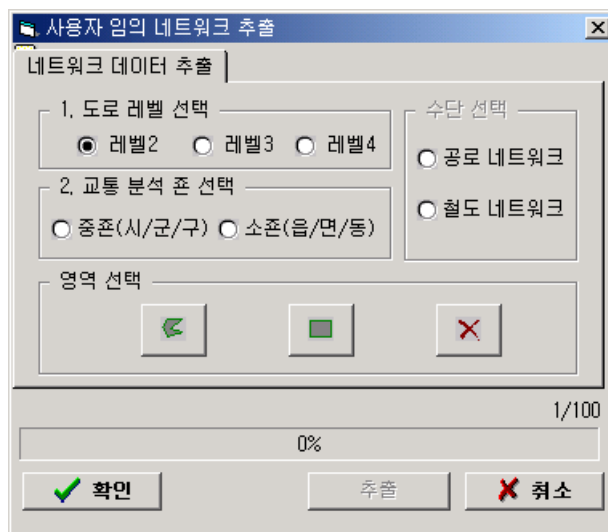 사용자 임의 네트워크 추출
네트워크 데이터 추출
1. 도로 레벨 선택
레벨2 레벨3 레벨4
수단 선택
공로 네트워크
철도 네트워크
2. 교통 분석 죤 선택
중죤(시/군/구) 소죤(읍/면/동)
영역 선택
1/100
0%
확인 추출 취소